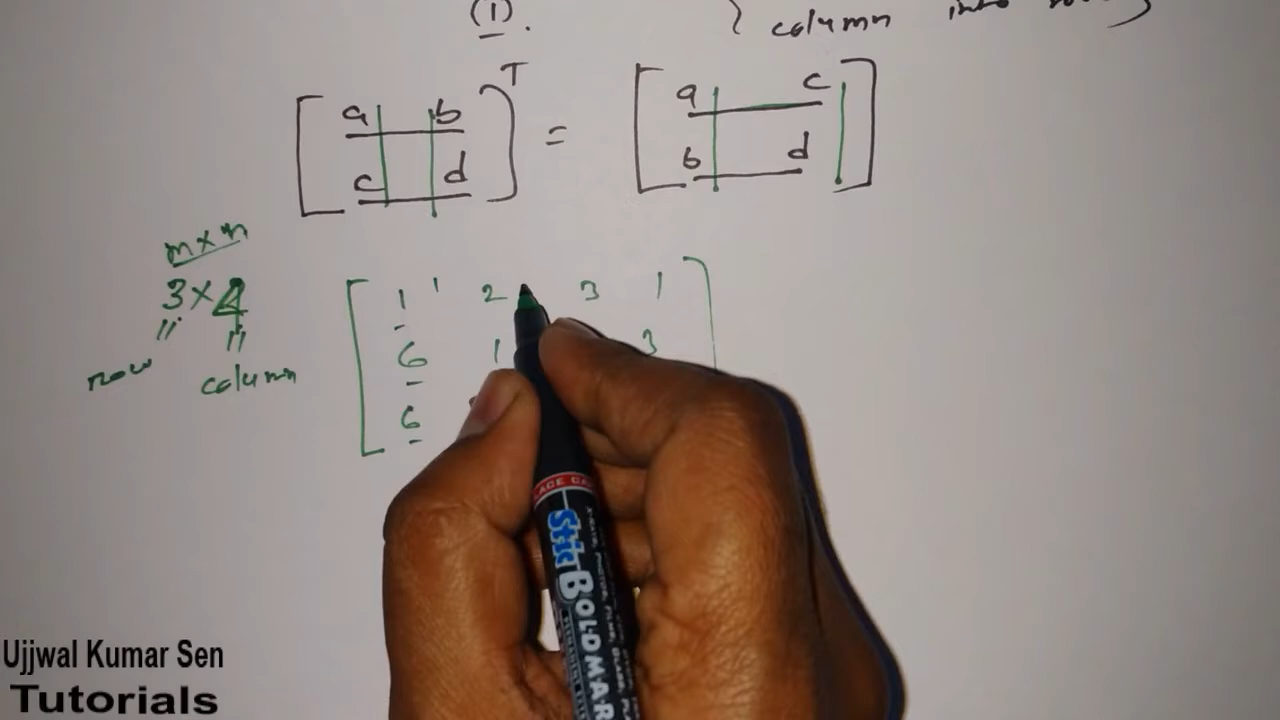 (1).
column into
[ a b ]ᵀ = [ a c ]
[ c d ] [ b d ]
m×n
3×4
row column
1 2 3 1
6 1 3
6
Stic BOLDMAR
Ujjwal Kumar Sen
Tutorials